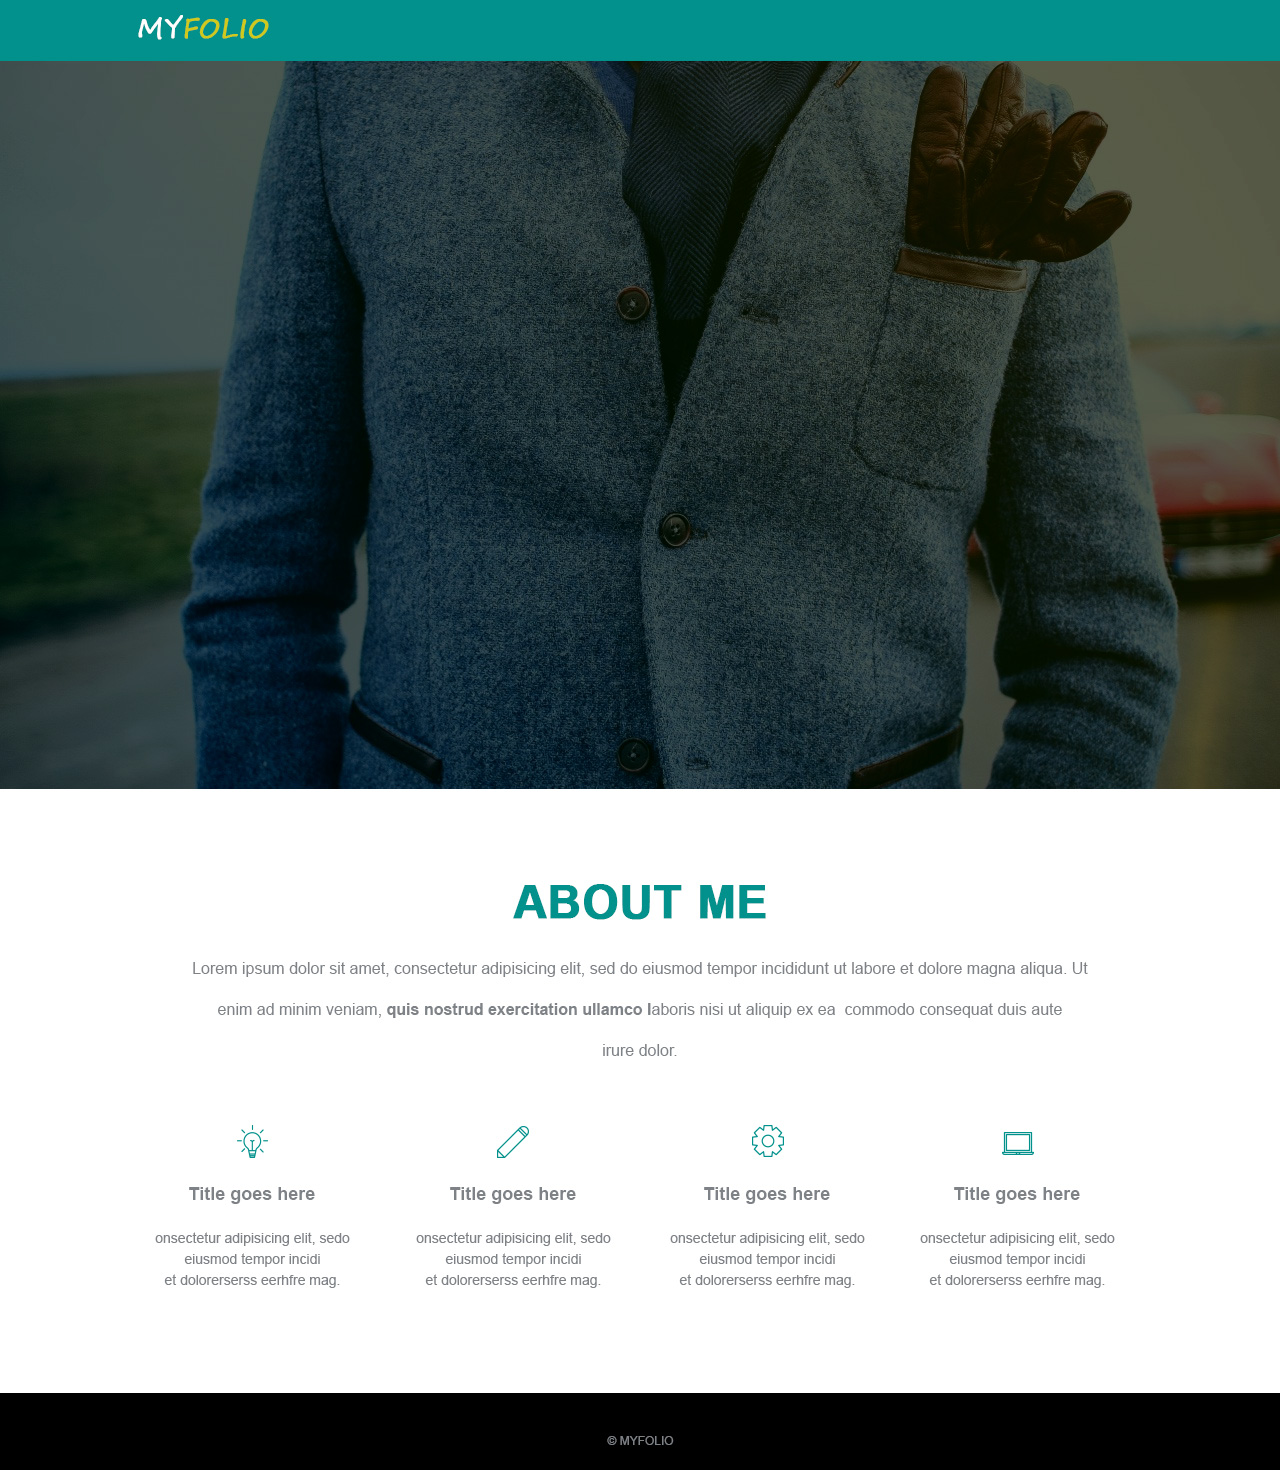 MYFOLIO
ABOUT ME
Lorem ipsum dolor sit amet, consectetur adipisicing elit, sed do eiusmod tempor incididunt ut labore et dolore magna aliqua. Ut
enim ad minim veniam, quis nostrud exercitation ullamco laboris nisi ut aliquip ex ea  commodo consequat duis aute
irure dolor.
Title goes here
onsectetur adipisicing elit, sedo
eiusmod tempor incidi
et dolorerserss eerhfre mag.
Title goes here
onsectetur adipisicing elit, sedo
eiusmod tempor incidi
et dolorerserss eerhfre mag.
Title goes here
onsectetur adipisicing elit, sedo
eiusmod tempor incidi
et dolorerserss eerhfre mag.
Title goes here
onsectetur adipisicing elit, sedo
eiusmod tempor incidi
et dolorerserss eerhfre mag.
© MYFOLIO